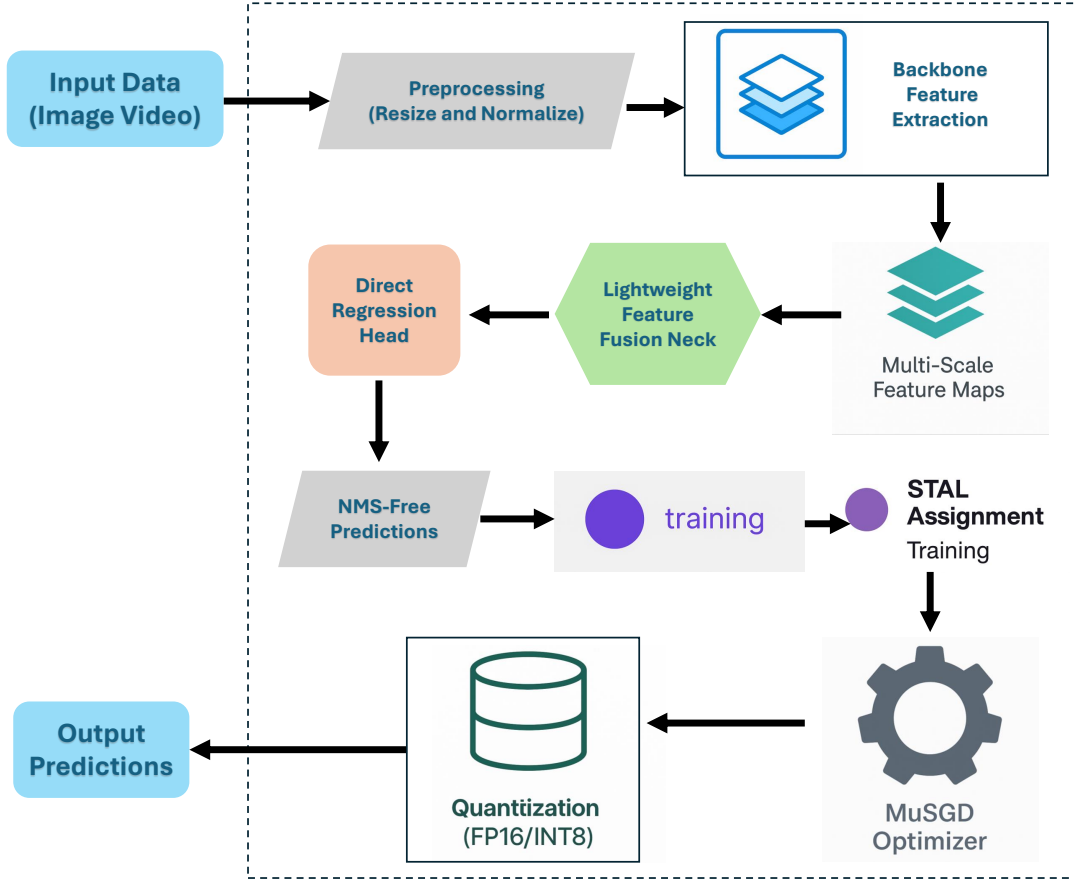 Input Data
(Image Video)
Preprocessing
(Resize and Normalize)
Backbone
Feature
Extraction
Multi-Scale
Feature Maps
Lightweight
Feature
Fusion Neck
Direct
Regression
Head
NMS-Free
Predictions
training
STAL
Assignment
Training
MuSGD
Optimizer
Quanttization
(FP16/INT8)
Output
Predictions